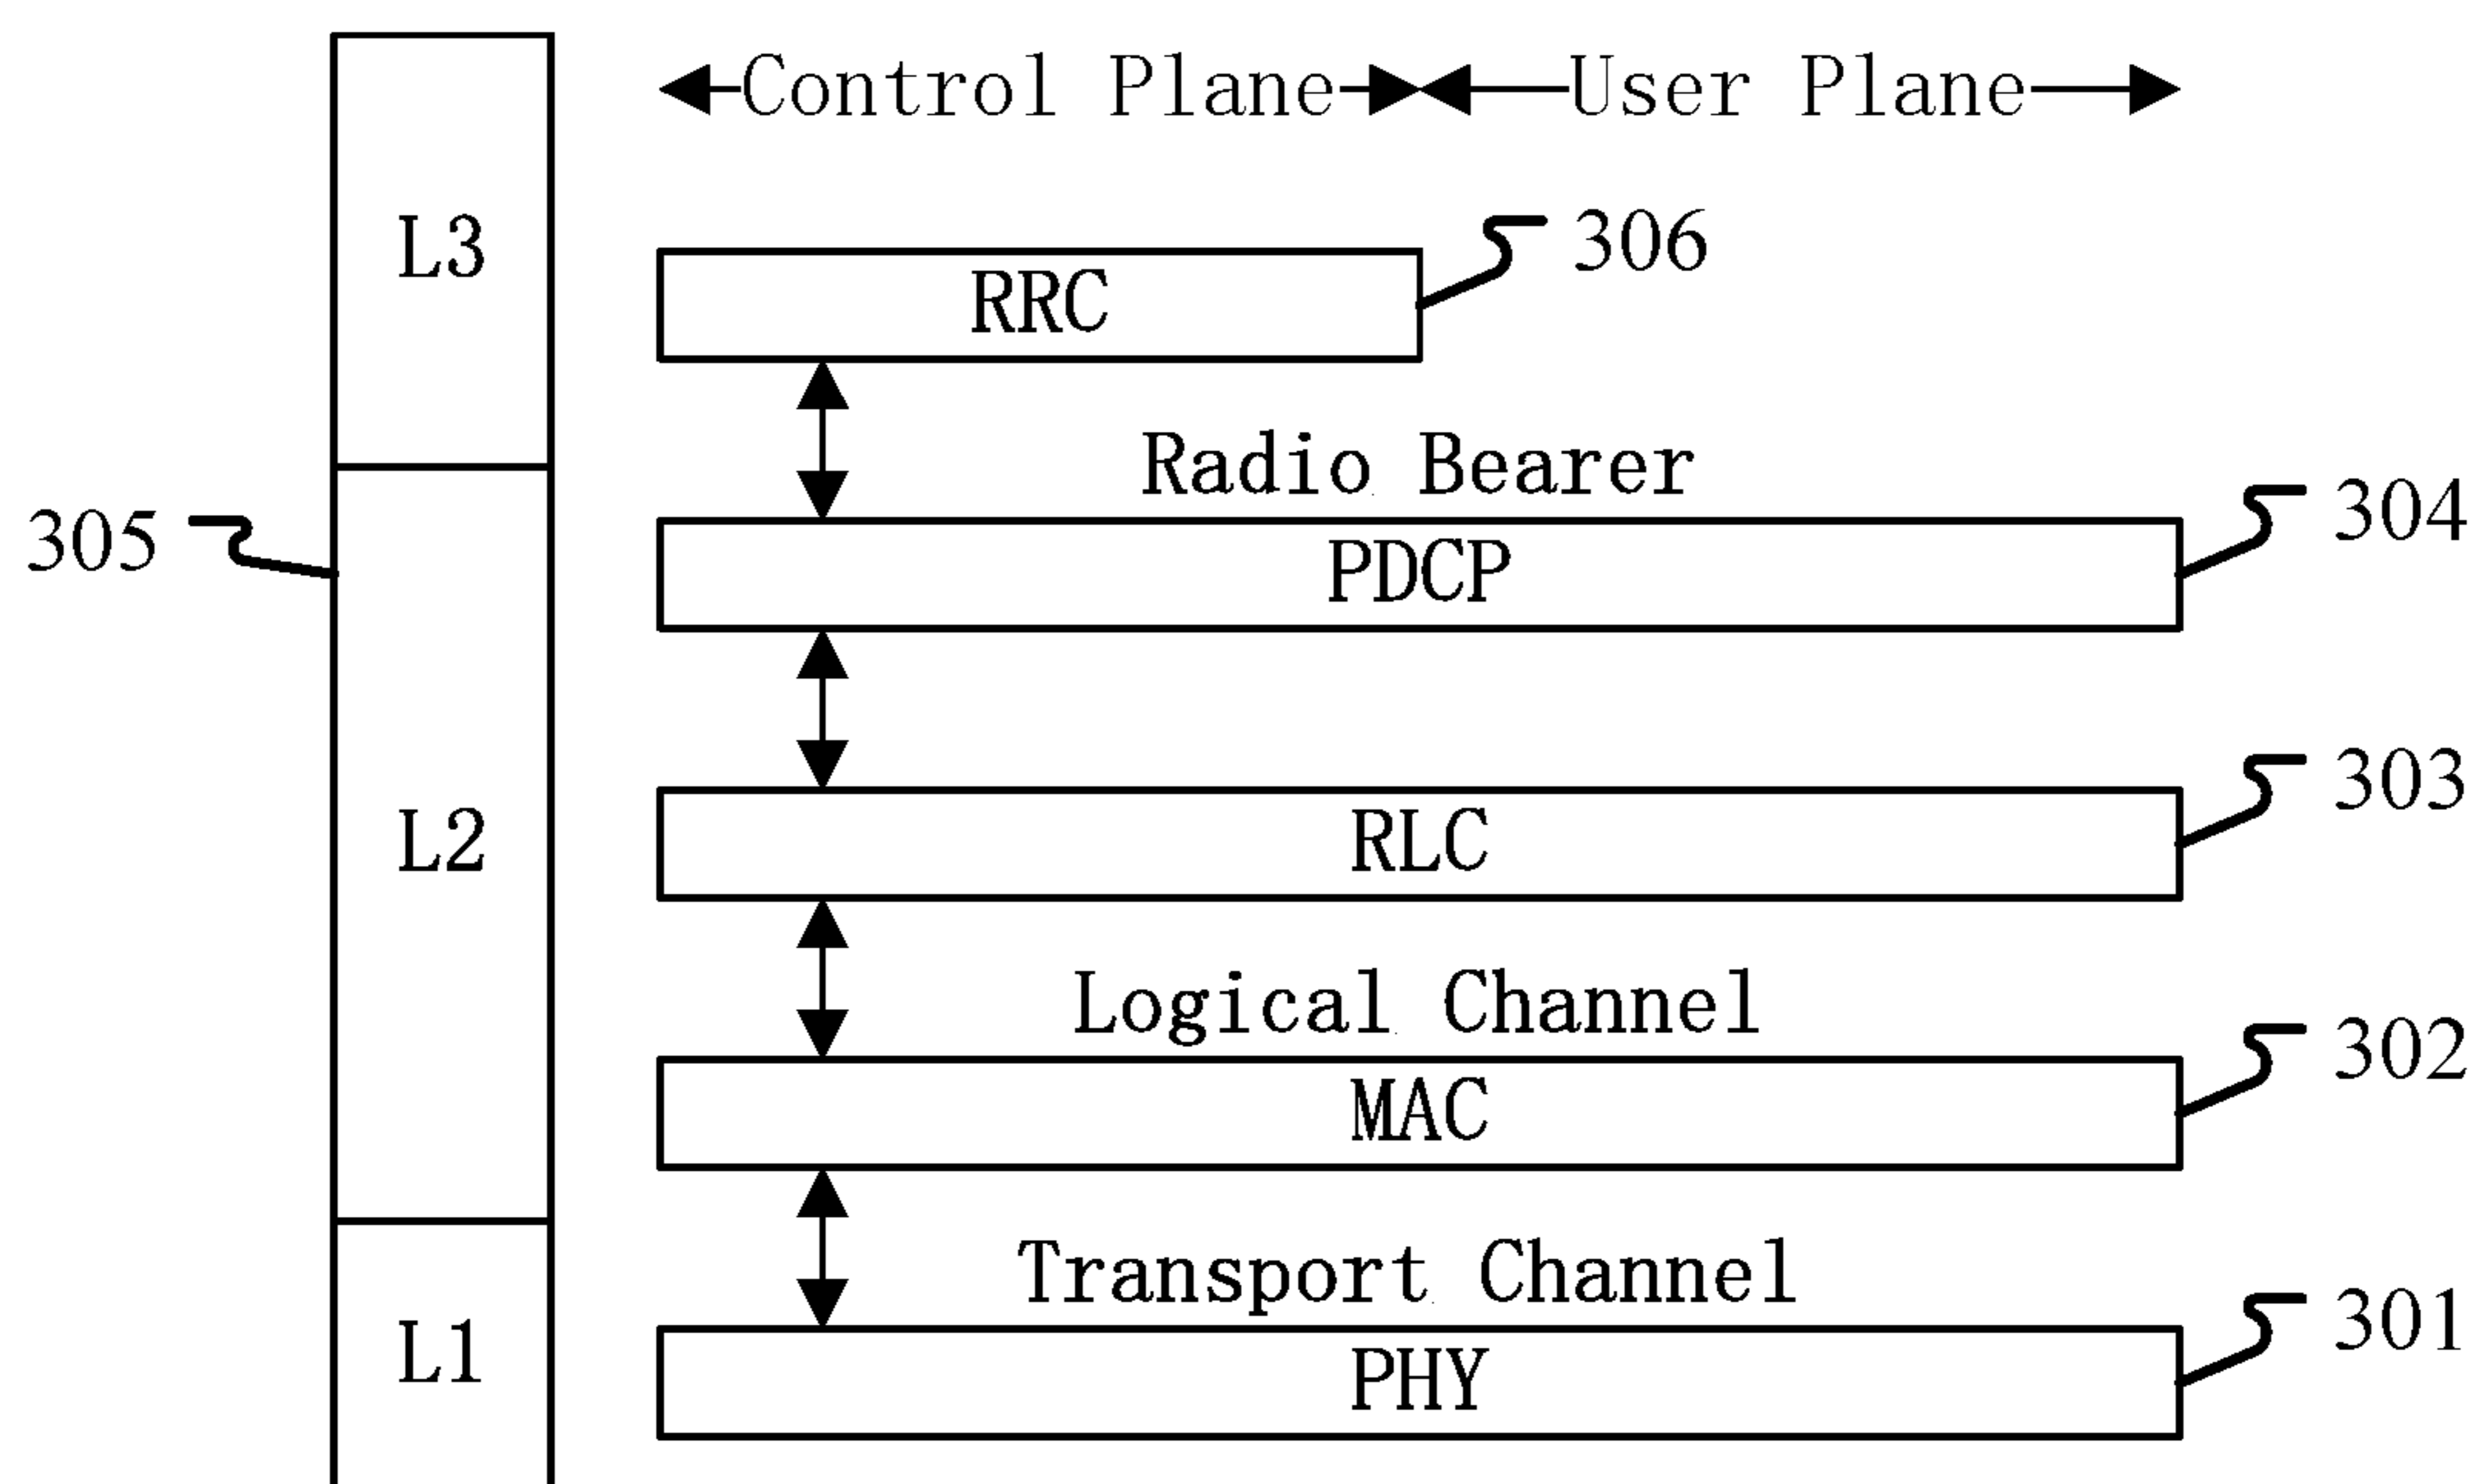 Control Plane User Plane
L3
RRC
306
Radio Bearer
305
PDCP
304
L2
RLC
303
Logical Channel
MAC
302
Transport Channel
L1
PHY
301